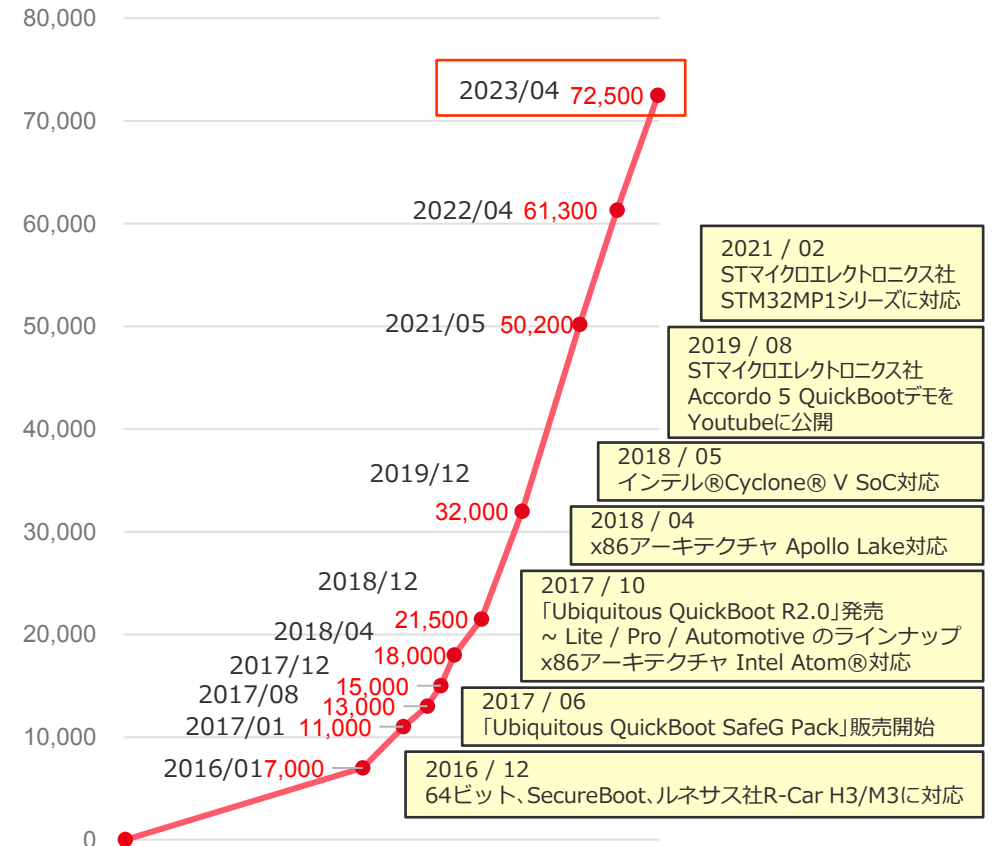 80,000
70,000
60,000
50,000
40,000
30,000
20,000
10,000
0
2023/04 72,500
2022/04 61,300
2021/05 50,200
2019/12
32,000
2018/12
21,500
2018/04
18,000
2017/12
15,000
2017/08
13,000
2017/01 11,000
2016/01 7,000
2021 / 02
STマイクロエレクトロニクス社
STM32MP1シリーズに対応
2019 / 08
STマイクロエレクトロニクス社
Accordo 5 QuickBootデモを
Youtubeに公開
2018 / 05
インテル®Cyclone® V SoC対応
2018 / 04
x86アーキテクチャ Apollo Lake対応
2017 / 10
「Ubiquitous QuickBoot R2.0」発売
~ Lite / Pro / Automotive のラインナップ
x86アーキテクチャ Intel Atom®対応
2017 / 06
「Ubiquitous QuickBoot SafeG Pack」販売開始
2016 / 12
64ビット、SecureBoot、ルネサス社R-Car H3/M3に対応